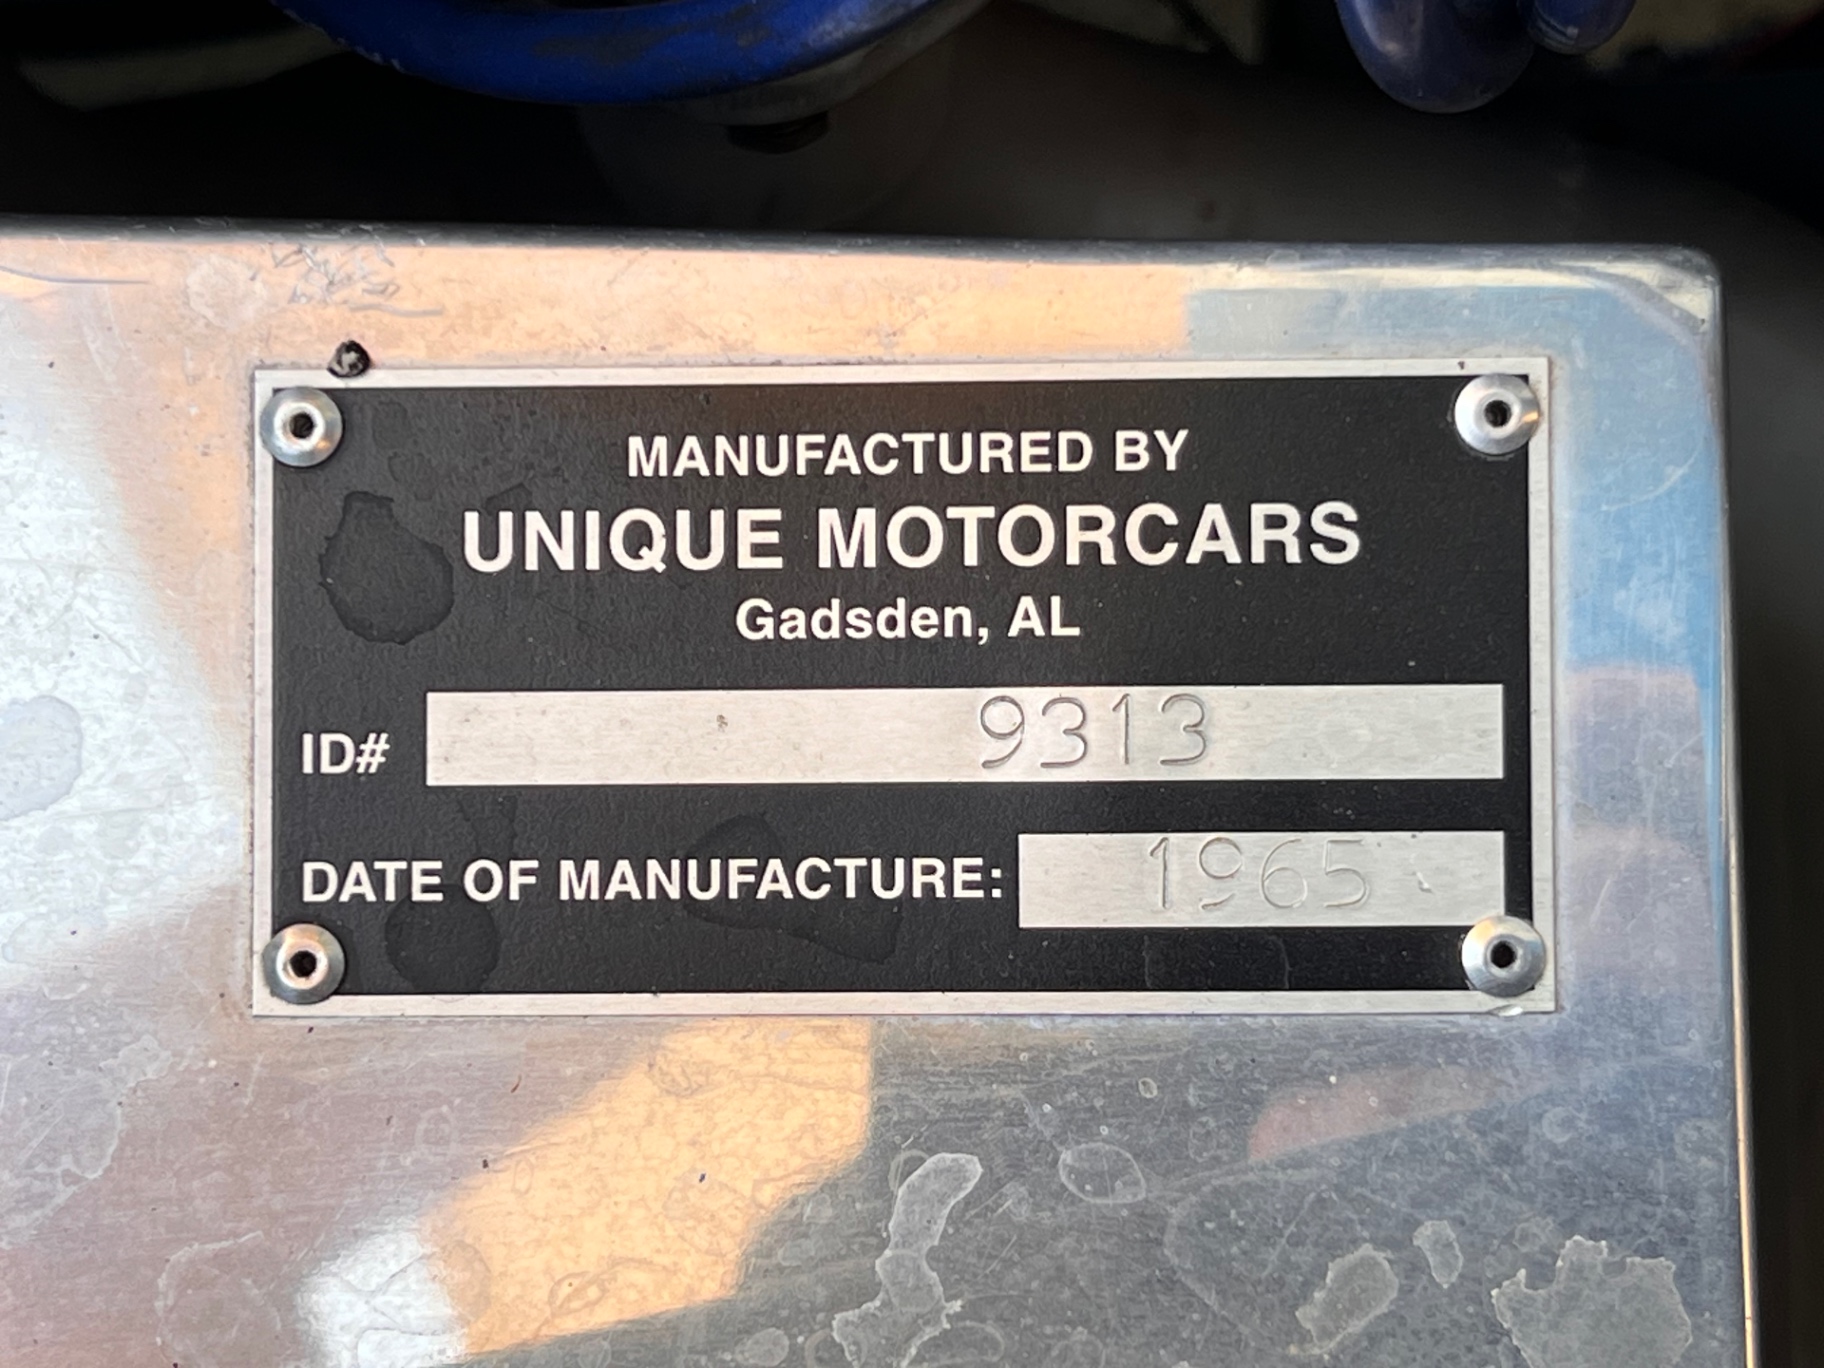 MANUFACTURED BY
UNIQUE MOTORCARS
Gadsden, AL
ID# 9313
DATE OF MANUFACTURE: 1965